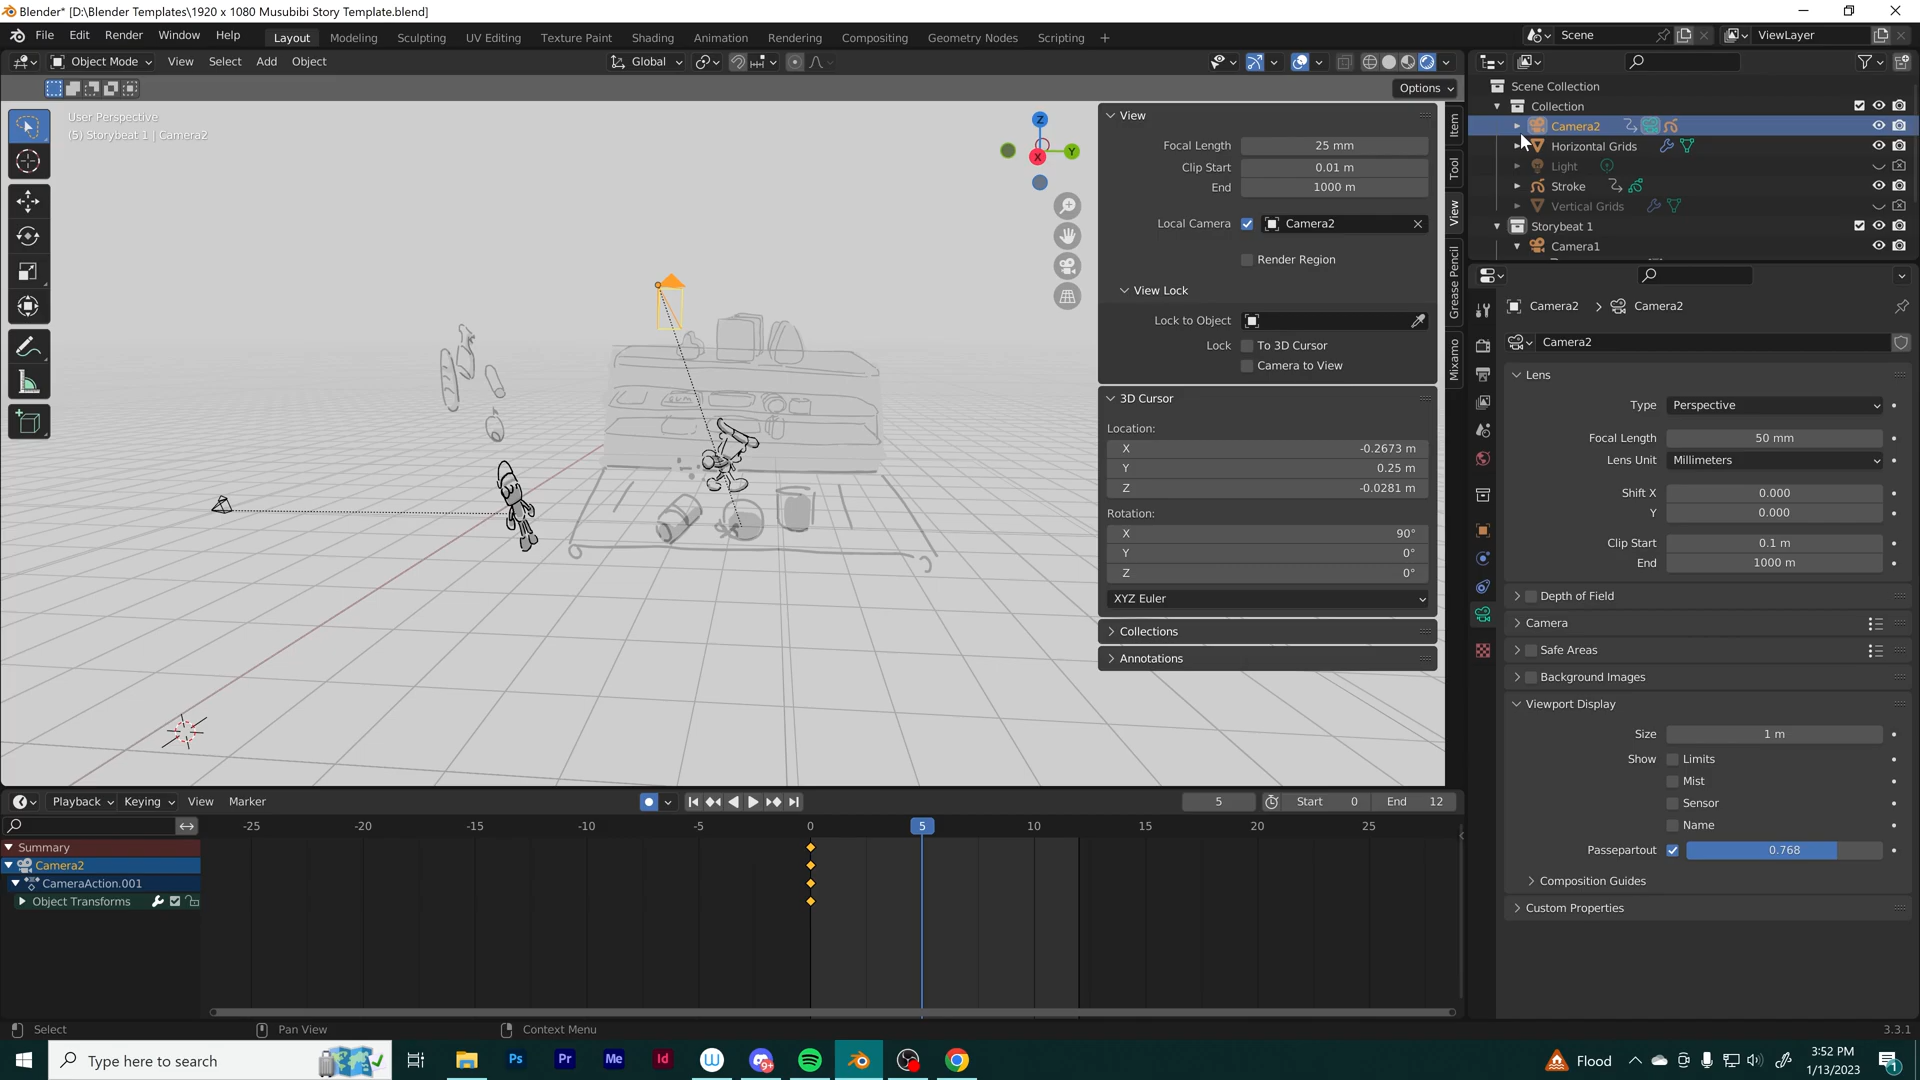 Blender* [D:\Blender Templates\1920 x 1080 Musubibi Story Template.blend]
File Edit Render Window Help Layout Modeling Sculpting UV Editing Texture Paint Shading Animation Rendering Compositing Geometry Nodes Scripting + Scene ViewLayer
Object Mode View Select Add Object Global
Options
User Perspective
(5) Storybeat 1 | Camera2
Z
Y
X
View
Focal Length 25 mm
Clip Start 0.01 m
End 1000 m
Local Camera Camera2
Render Region
View Lock
Lock to Object
Lock To 3D Cursor
Camera to View
3D Cursor
Location:
X -0.2673 m
Y 0.25 m
Z -0.0281 m
Rotation:
X 90°
Y 0°
Z 0°
XYZ Euler
Collections
Annotations
Item
Tool
View
Grease Pencil
Mixamo
Scene Collection
Collection
Camera2
Horizontal Grids
Light
Stroke
Vertical Grids
Storybeat 1
Camera1
Camera2 > Camera2
Camera2
Lens
Type Perspective
Focal Length 50 mm
Lens Unit Millimeters
Shift X 0.000
Y 0.000
Clip Start 0.1 m
End 1000 m
Depth of Field
Camera
Safe Areas
Background Images
Viewport Display
Size 1 m
Show Limits
Mist
Sensor
Name
Passepartout 0.768
Composition Guides
Custom Properties
Playback Keying View Marker 5 Start 0 End 12
-25 -20 -15 -10 -5 0 5 10 15 20 25
Summary
Camera2
CameraAction.001
Object Transforms
Select Pan View Context Menu 3.3.1
Type here to search Ps Pr Me Id Flood 3:52 PM
1/13/2023